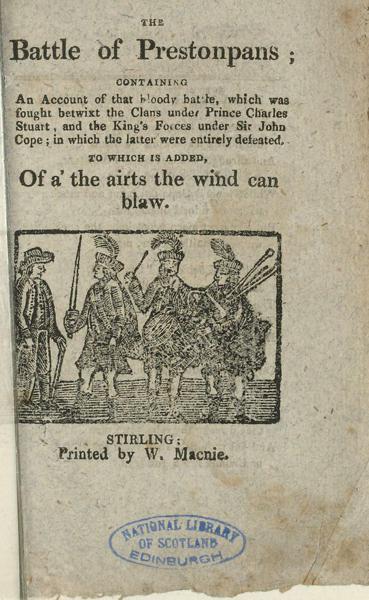 THE
Battle of Prestonpans;
CONTAINING
An Account of that bloody battle, which was
fought betwixt the Clans under Prince Charles
Stuart, and the King's Forces under Sir John
Cope; in which the latter were entirely defeated.
TO WHICH IS ADDED,
Of a' the airts the wind can
blaw.
STIRLING:
Printed by W. Macnie.
NATIONAL LIBRARY
OF SCOTLAND
EDINBURGH